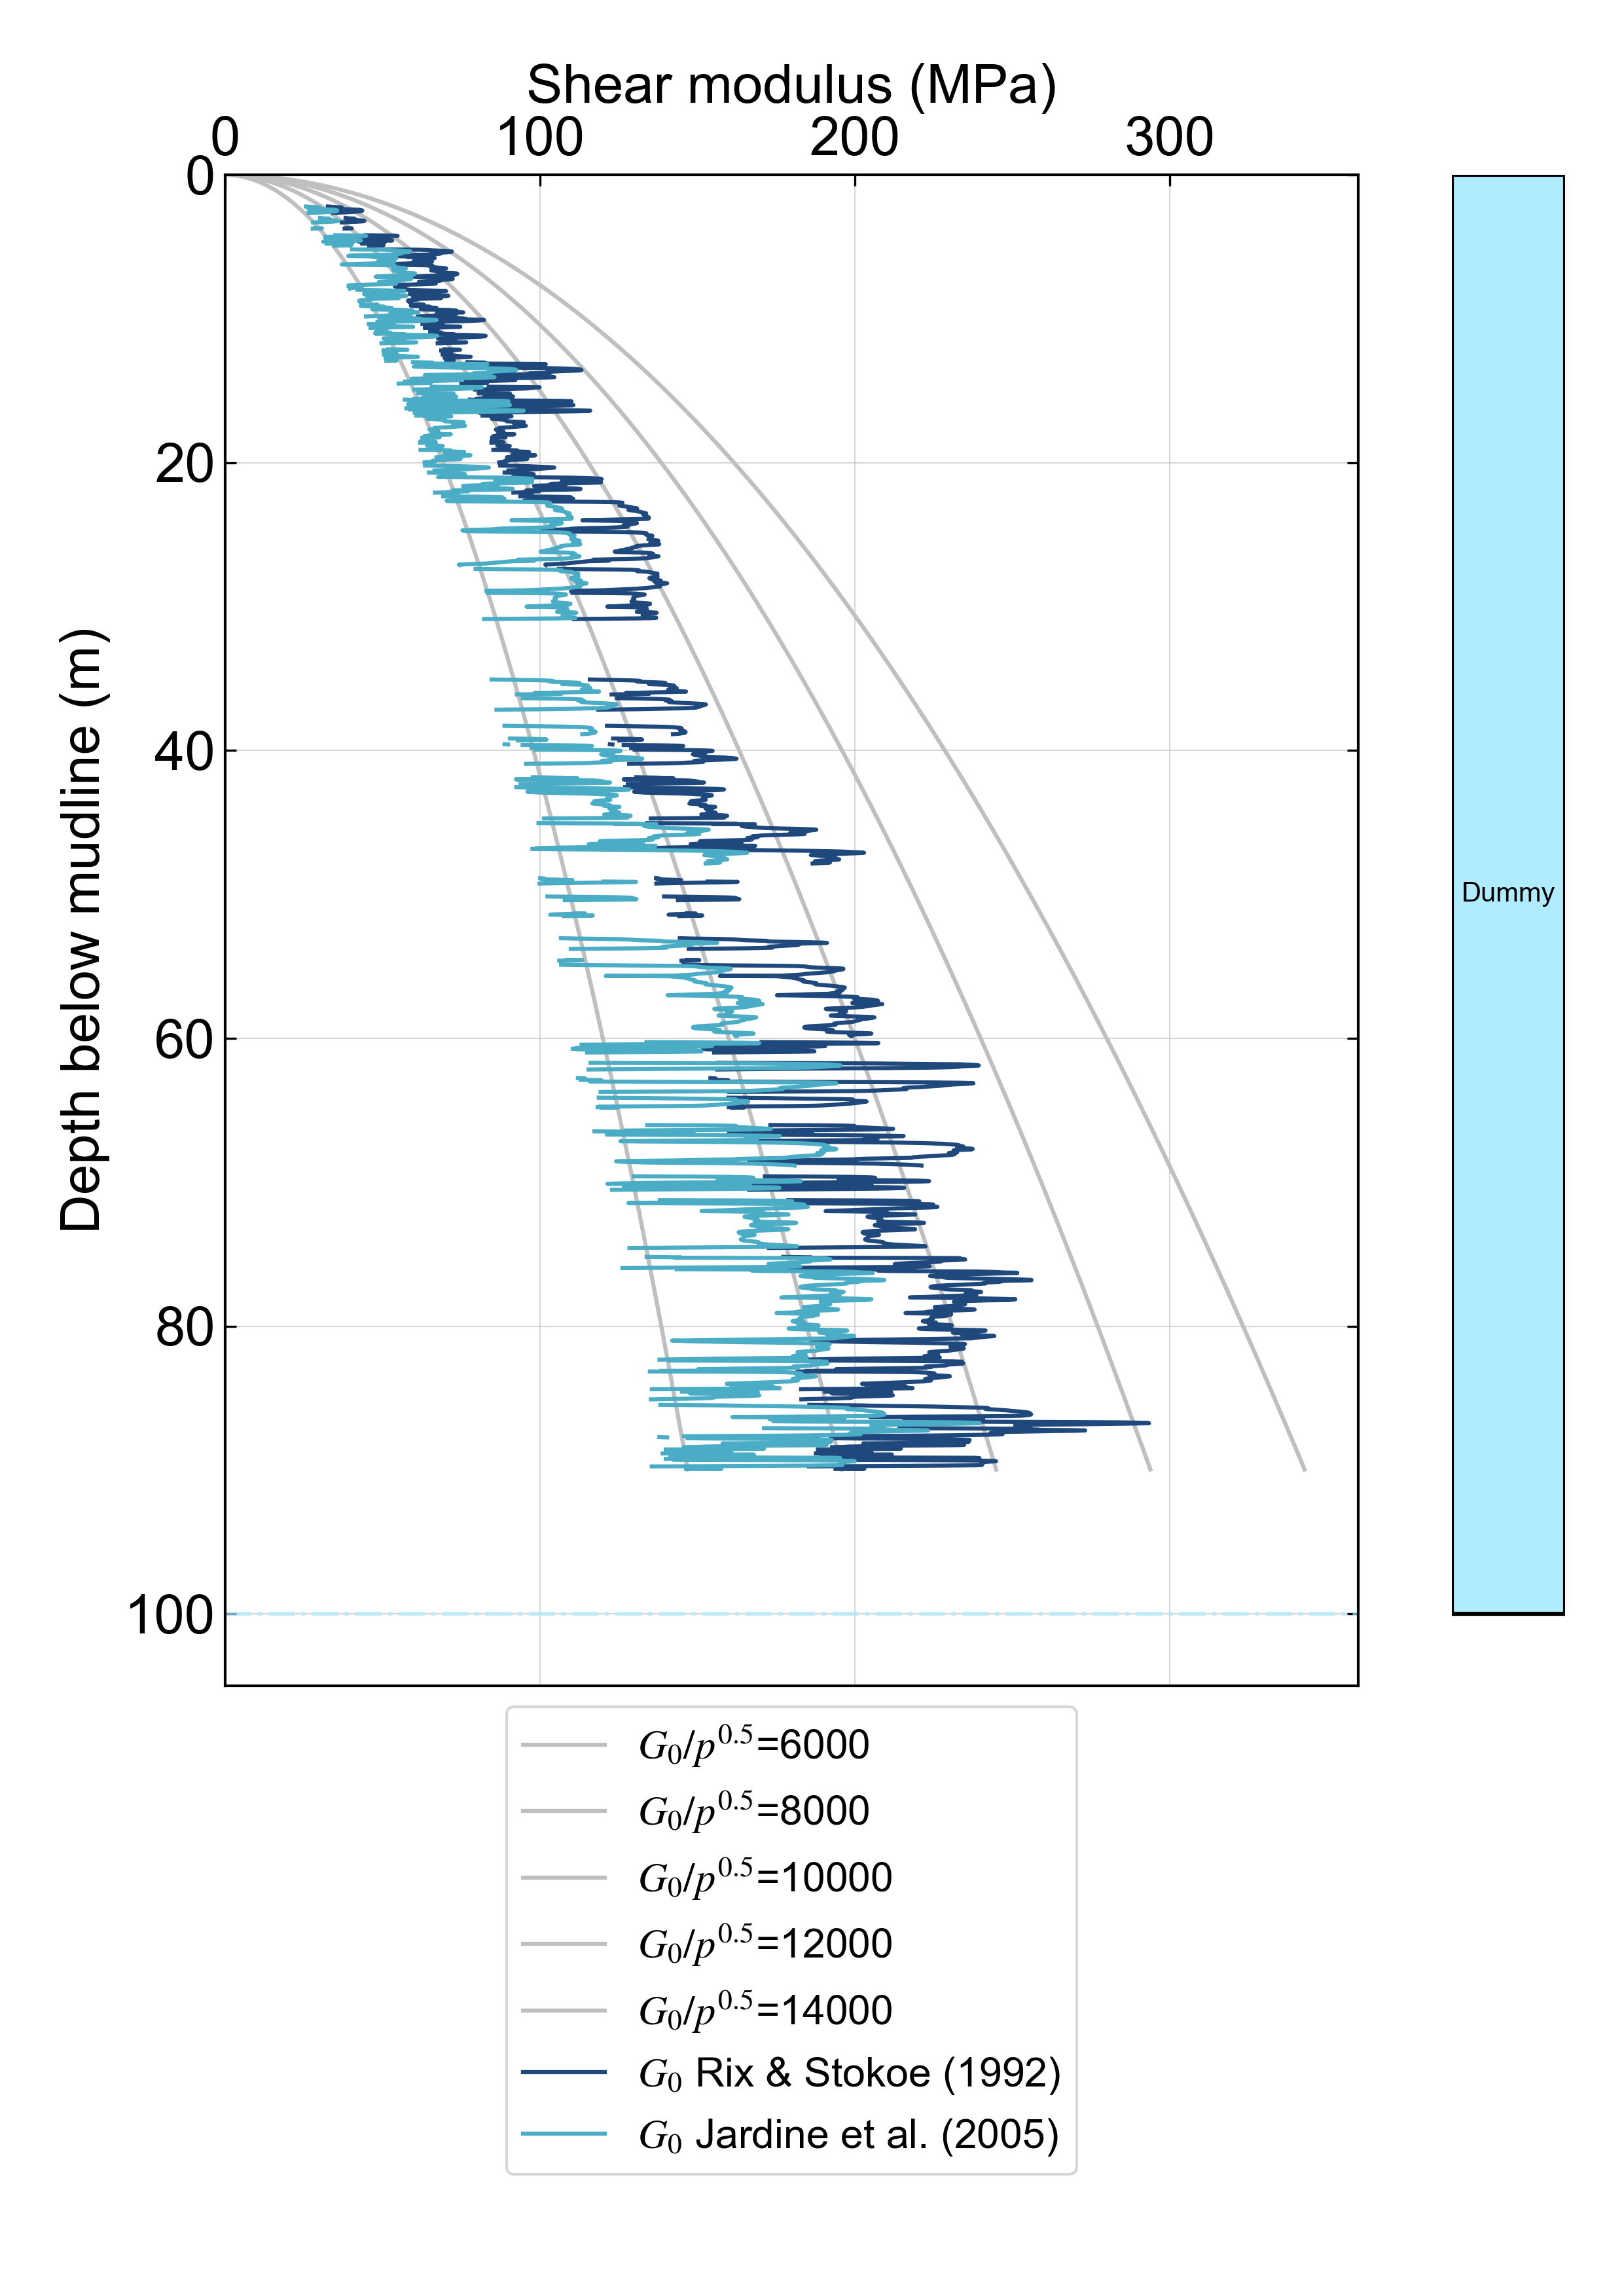 Shear modulus (MPa)
0 100 200 300
0
20
40
60
80
100
Depth below mudline (m)
Dummy
G₀/p⁰·⁵=6000
G₀/p⁰·⁵=8000
G₀/p⁰·⁵=10000
G₀/p⁰·⁵=12000
G₀/p⁰·⁵=14000
G₀ Rix & Stokoe (1992)
G₀ Jardine et al. (2005)